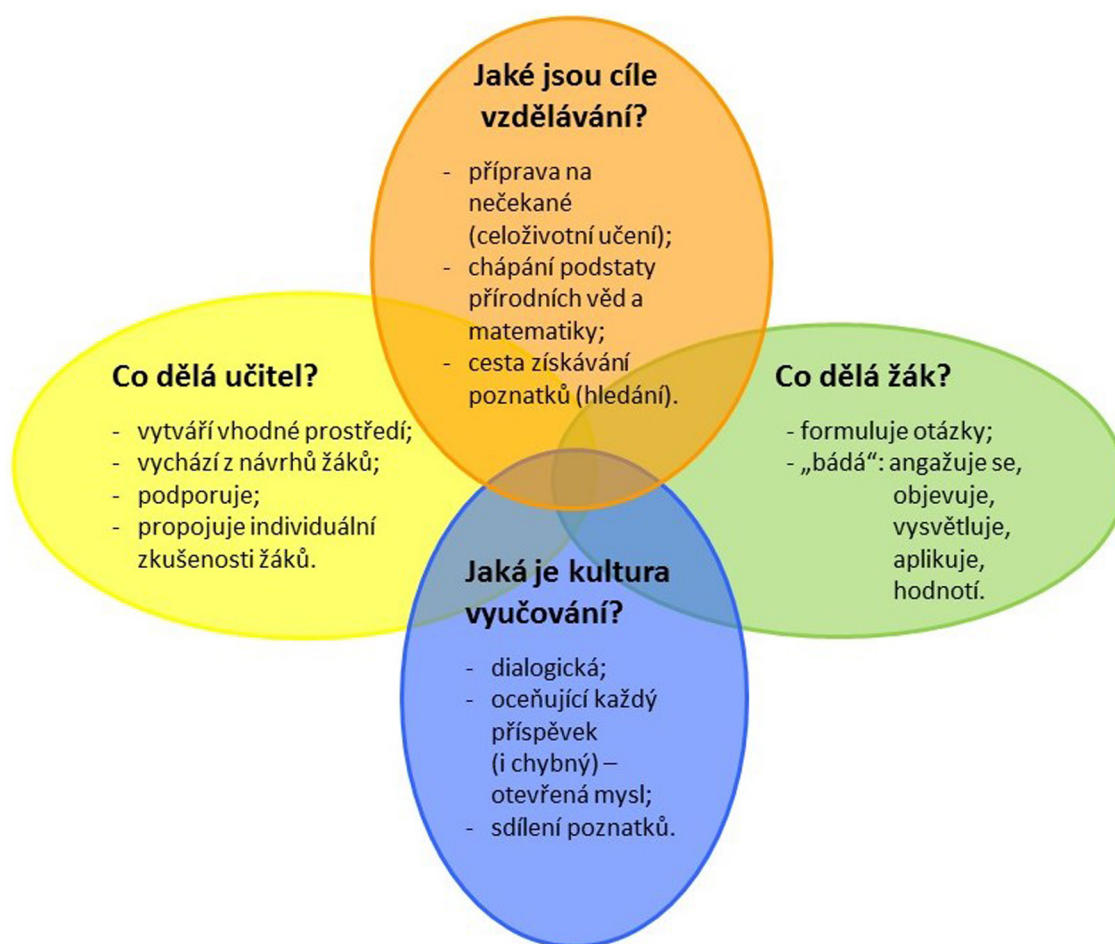 Jaké jsou cíle
vzdělávání?
- příprava na
nečekané
(celoživotní učení);
- chápání podstaty
přírodních věd a
matematiky;
- cesta získávání
poznatků (hledání).
Co dělá učitel?
- vytváří vhodné prostředí;
- vychází z návrhů žáků;
- podporuje;
- propojuje individuální
zkušenosti žáků.
Co dělá žák?
- formuluje otázky;
- „bádá“: angažuje se,
objevuje,
vysvětluje,
aplikuje,
hodnotí.
Jaká je kultura
vyučování?
- dialogická;
- oceňující každý
příspěvek
(i chybný) –
otevřená mysl;
- sdílení poznatků.